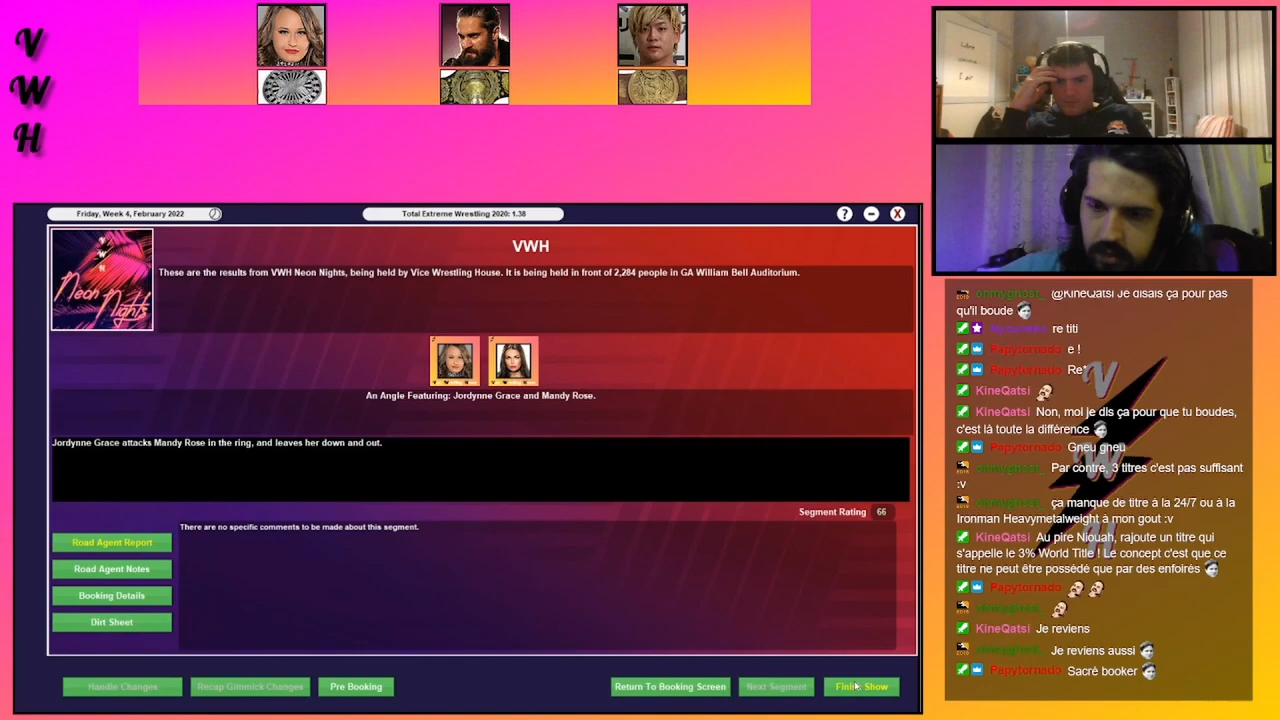 V
W
H
Friday, Week 4, February 2022
Total Extreme Wrestling 2020: 1.38
?
X
VWH
Neon Nights
These are the results from VWH Neon Nights, being held by Vice Wrestling House. It is being held in front of 2,284 people in GA William Bell Auditorium.
An Angle Featuring: Jordynne Grace and Mandy Rose.
Jordynne Grace attacks Mandy Rose in the ring, and leaves her down and out.
Segment Rating 66
There are no specific comments to be made about this segment.
Road Agent Report
Road Agent Notes
Booking Details
Dirt Sheet
Handle Changes
Recap Gimmick Changes
Pre Booking
Return To Booking Screen
Next Segment
Finish Show
@KineQatsi Je disais ça pour pas
qu'il boude
re titi
Papytornado e !
Papytornado Re*
KineQatsi
KineQatsi Non, moi je dis ça pour que tu boudes,
c'est là toute la différence
Papytornado Gneu gneu
Par contre, 3 titres c'est pas suffisant
:v
ça manque de titre à la 24/7 ou à la
Ironman Heavymetalweight à mon gout :v
KineQatsi Au pire Niouah, rajoute un titre qui
s'appelle le 3% World Title ! Le concept c'est que ce
titre ne peut être possédé que par des enfoirés
Papytornado
KineQatsi Je reviens
Je reviens aussi
Papytornado Sacré booker
V
W
H